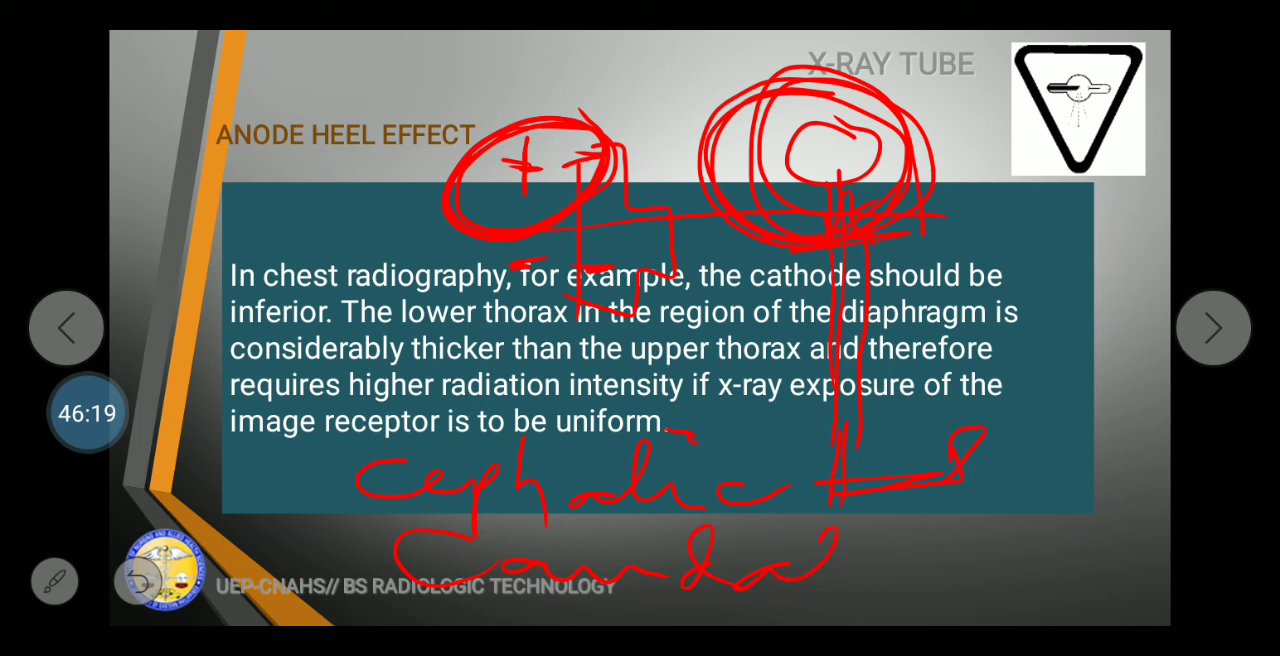 X-RAY TUBE
ANODE HEEL EFFECT
+
-
In chest radiography, for example, the cathode should be
inferior. The lower thorax in the region of the diaphragm is
considerably thicker than the upper thorax and therefore
requires higher radiation intensity if x-ray exposure of the
image receptor is to be uniform.
46:19
cephalic
UEP-CNAHS// BS RADIOLOGIC TECHNOLOGY